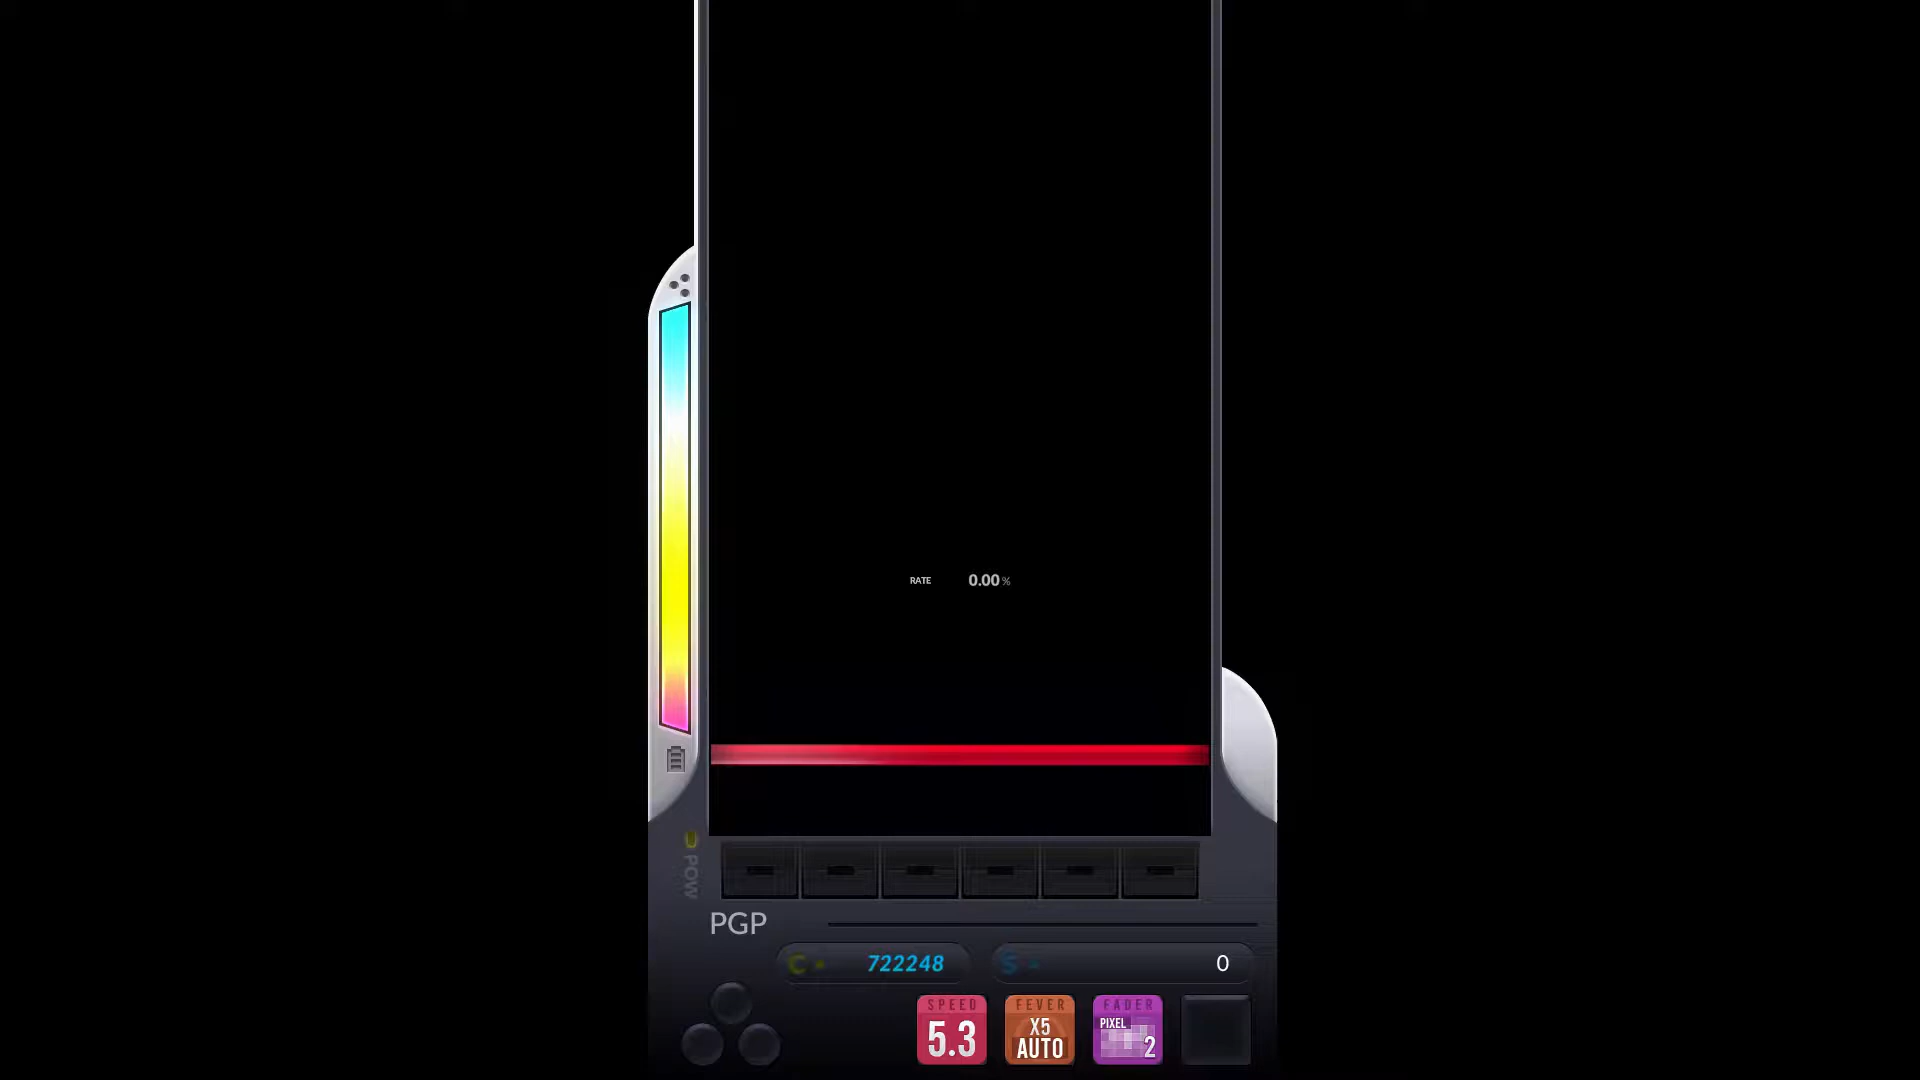 RATE 0.00%
POW
PGP
C 722248 S 0
SPEED FEVER FADER
5.3 X5 AUTO PIXEL 2